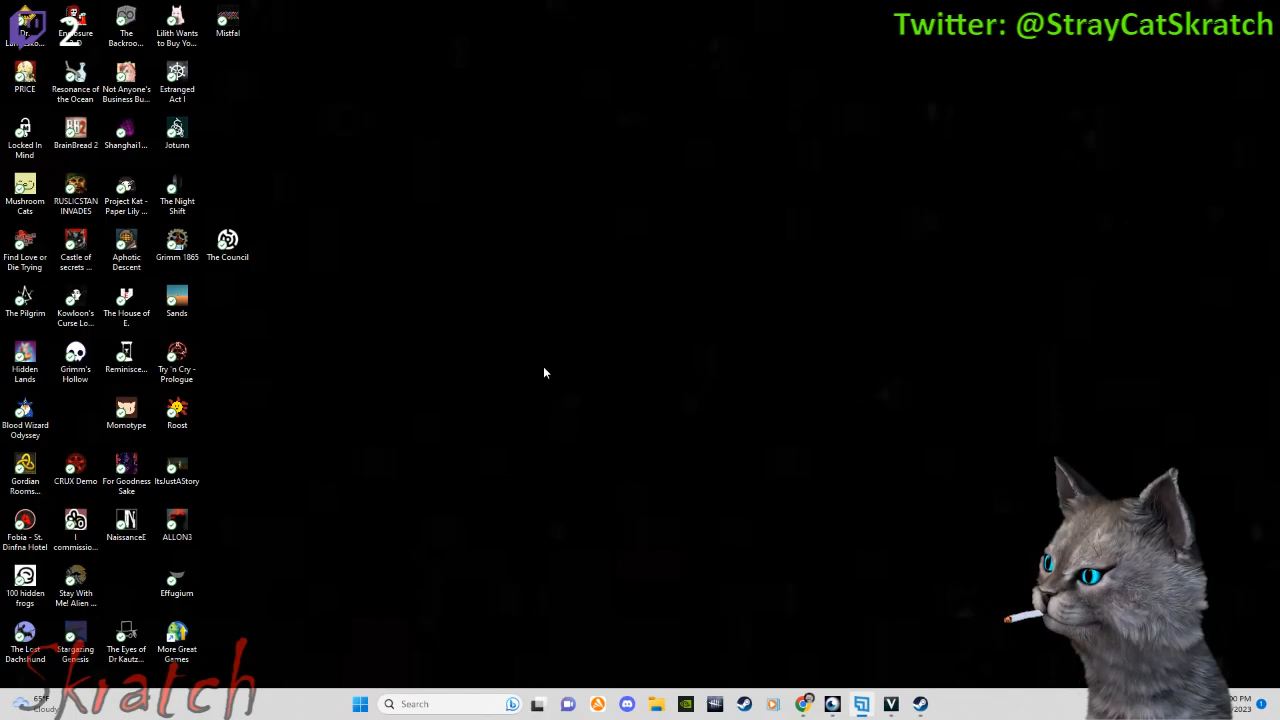 Twitter: @StrayCatSkratch
2
Enclosure
The
Backroo...
Lilith Wants
to Buy Yo...
Mistfal
PRICE
Resonance of
the Ocean
Not Anyone's
Business Bu...
Estranged
Act I
Locked In
Mind
BrainBread 2
Shanghai1...
Jotunn
Mushroom
Cats
RUSLICSTAN
INVADES
Project Kat -
Paper Lily ...
The Night
Shift
Find Love or
Die Trying
Castle of
secrets ...
Aphotic
Descent
Grimm 1865
The Council
The Pilgrim
Kowloon's
Curse Lo...
The House of
E.
Sands
Hidden
Lands
Grimm's
Hollow
Reminisce...
Try 'n Cry -
Prologue
Blood Wizard
Odyssey
Momotype
Roost
Gordian
Rooms...
CRUX Demo
For Goodness
Sake
ItsJustAStory
Fobia - St.
Dinfna Hotel
I
commissio...
NaissanceE
ALLON3
100 hidden
frogs
Stay With
Me! Alien ...
Effugium
The Lost
Dachshund
Stargazing
Genesis
The Eyes of
Dr Kautz...
More Great
Games
Skratch
65°F
Cloudy
Search